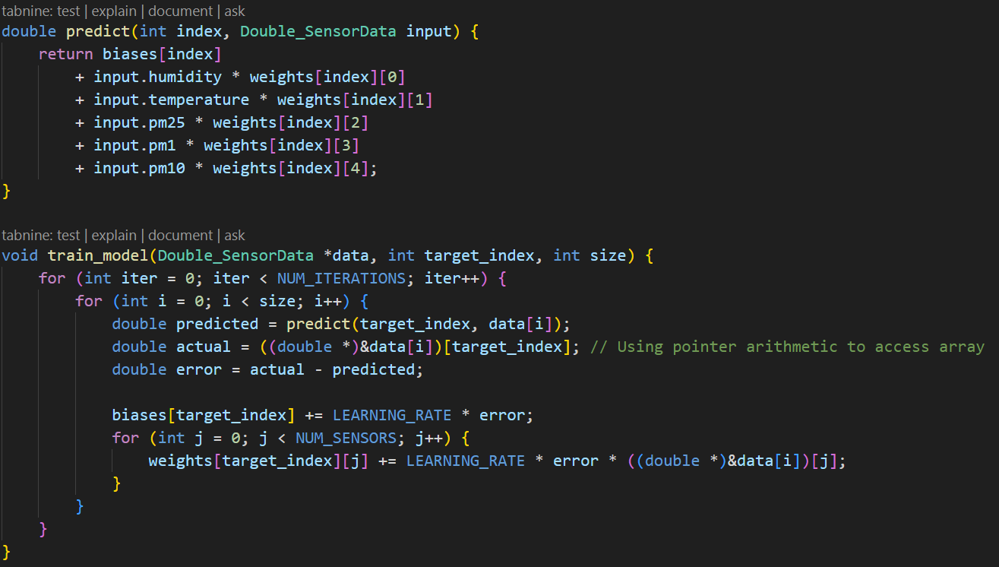 tabnine: test | explain | document | ask
double predict(int index, Double_SensorData input) {
    return biases[index]
        + input.humidity * weights[index][0]
        + input.temperature * weights[index][1]
        + input.pm25 * weights[index][2]
        + input.pm1 * weights[index][3]
        + input.pm10 * weights[index][4];
}
tabnine: test | explain | document | ask
void train_model(Double_SensorData *data, int target_index, int size) {
    for (int iter = 0; iter < NUM_ITERATIONS; iter++) {
        for (int i = 0; i < size; i++) {
            double predicted = predict(target_index, data[i]);
            double actual = ((double *)&data[i])[target_index]; // Using pointer arithmetic to access array
            double error = actual - predicted;
            biases[target_index] += LEARNING_RATE * error;
            for (int j = 0; j < NUM_SENSORS; j++) {
                weights[target_index][j] += LEARNING_RATE * error * ((double *)&data[i])[j];
            }
        }
    }
}